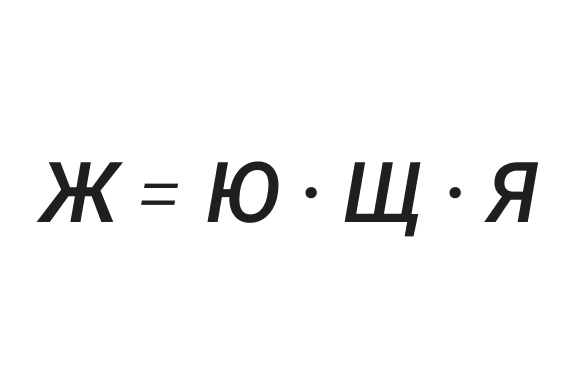 Ж = Ю · Щ · Я